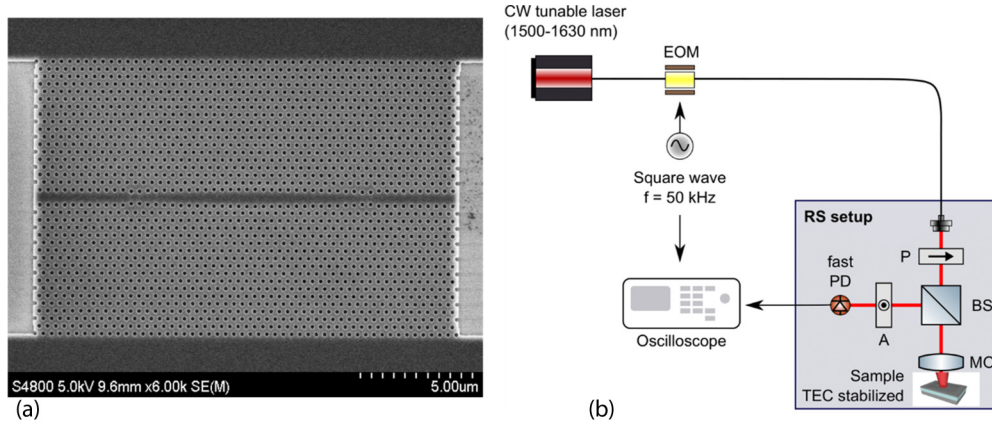 S4800 5.0kV 9.6mm x6.00k SE(M)
5.00um
(a)
CW tunable laser
(1500-1630 nm)
EOM
Square wave
f = 50 kHz
Oscilloscope
RS setup
P
fast
PD
BS
A
MO
Sample
TEC stabilized
(b)